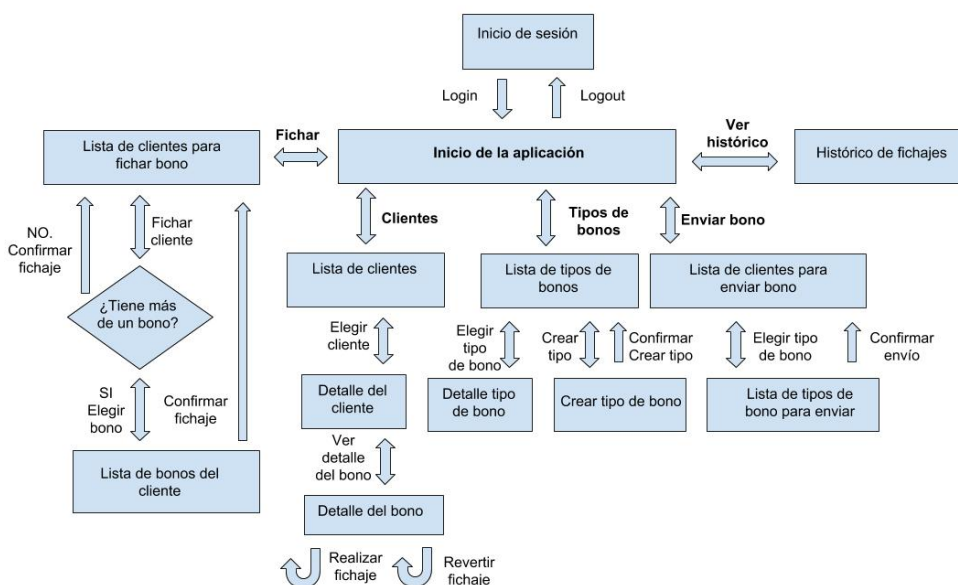 Inicio de sesión
Login
Logout
Fichar
Ver
histórico
Lista de clientes para
fichar bono
Inicio de la aplicación
Histórico de fichajes
NO.
Confirmar
fichaje
Fichar
cliente
Clientes
Tipos de
bonos
Enviar bono
Lista de clientes
Lista de tipos de
bonos
Lista de clientes para
enviar bono
¿Tiene más
de un bono?
Elegir
cliente
Elegir
tipo
de bono
Crear
tipo
Confirmar
Crear tipo
Elegir tipo
de bono
Confirmar
envío
SI
Elegir
bono
Confirmar
fichaje
Detalle del
cliente
Detalle tipo
de bono
Crear tipo de bono
Lista de tipos de
bono para enviar
Ver
detalle
del bono
Lista de bonos del
cliente
Detalle del bono
Realizar
fichaje
Revertir
fichaje